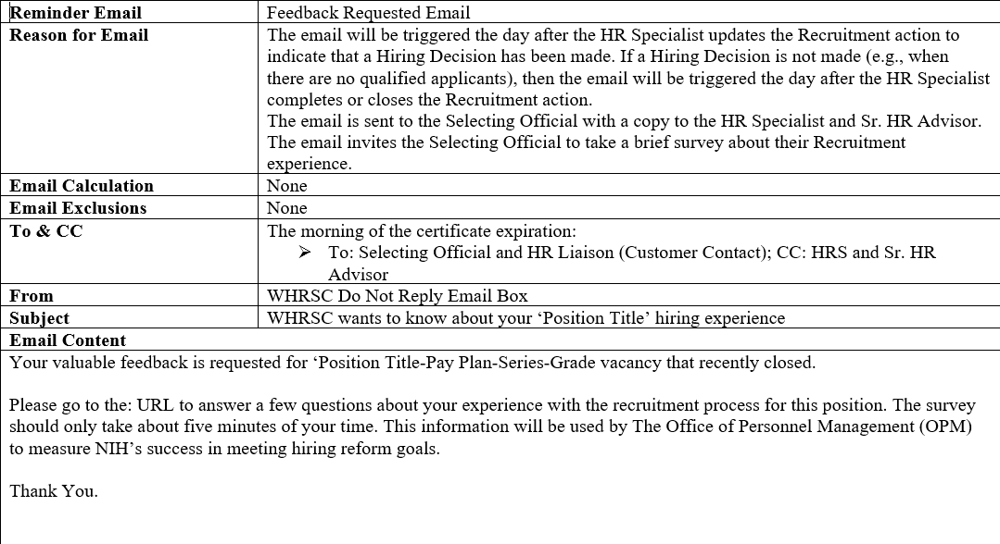 Reminder Email Feedback Requested Email
Reason for Email The email will be triggered the day after the HR Specialist updates the Recruitment action to
indicate that a Hiring Decision has been made. If a Hiring Decision is not made (e.g., when
there are no qualified applicants), then the email will be triggered the day after the HR Specialist
completes or closes the Recruitment action.
The email is sent to the Selecting Official with a copy to the HR Specialist and Sr. HR Advisor.
The email invites the Selecting Official to take a brief survey about their Recruitment
experience.
Email Calculation None
Email Exclusions None
To & CC The morning of the certificate expiration:
➢ To: Selecting Official and HR Liaison (Customer Contact); CC: HRS and Sr. HR
Advisor
From WHRSC Do Not Reply Email Box
Subject WHRSC wants to know about your ‘Position Title’ hiring experience
Email Content
Your valuable feedback is requested for ‘Position Title-Pay Plan-Series-Grade vacancy that recently closed.
Please go to the: URL to answer a few questions about your experience with the recruitment process for this position. The survey
should only take about five minutes of your time. This information will be used by The Office of Personnel Management (OPM)
to measure NIH’s success in meeting hiring reform goals.
Thank You.